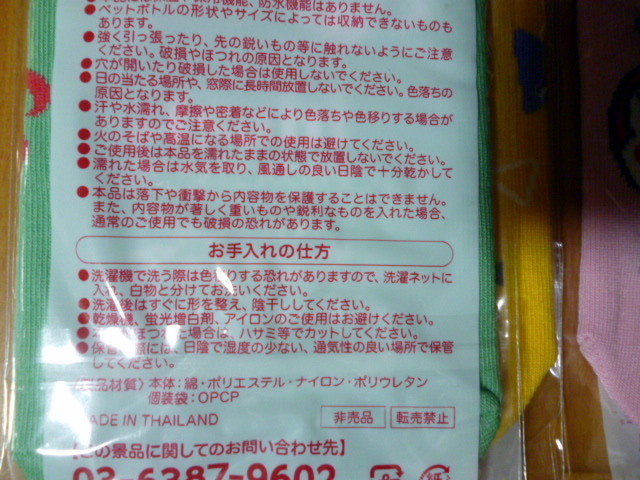 防水機能はありません。
●ペットボトルの形状やサイズによっては収納できないものも
あります。
●強く引っ張ったり、先の鋭いもの等に触れないようにご注意
ください。破損やほつれの原因となります。
●穴が開いたり破損した場合は使用しないでください。
●日の当たる場所や、窓際に長時間放置しないでください。色落ちの
原因となります。
●汗や水濡れ、摩擦や密着などにより色落ちや色移りする場合が
ありますのでご注意ください。
●火のそばや高温になる場所での使用は避けてください。
●ご使用後は本品を濡れたままの状態で放置しないでください。
●濡れた場合は水気を取り、風通しの良い日陰で十分乾かして
ください。
●本品は落下や衝撃から内容物を保護することはできません。
また、内容物が著しく重いものや鋭利なものを入れた場合、
通常のご使用でも破損の恐れがあります。
お手入れの仕方
●洗濯機で洗う際は色移りする恐れがありますので、洗濯ネットに
入れ、白物と分けてお洗いください。
●洗濯後はすぐに形を整え、陰干ししてください。
●乾燥機、蛍光増白剤、アイロンのご使用はお避けください。
●本 ほつれた場合は、ハサミ等でカットしてください。
●保管 際には、日陰で湿度の少ない、通気性の良い場所で保管
してください。
品材質〉本体:綿・ポリエステル・ナイロン・ポリウレタン
個装袋:OPCP
MADE IN THAILAND
非売品 転売禁止
【この景品に関してのお問い合わせ先】
03-6387-9602
紙